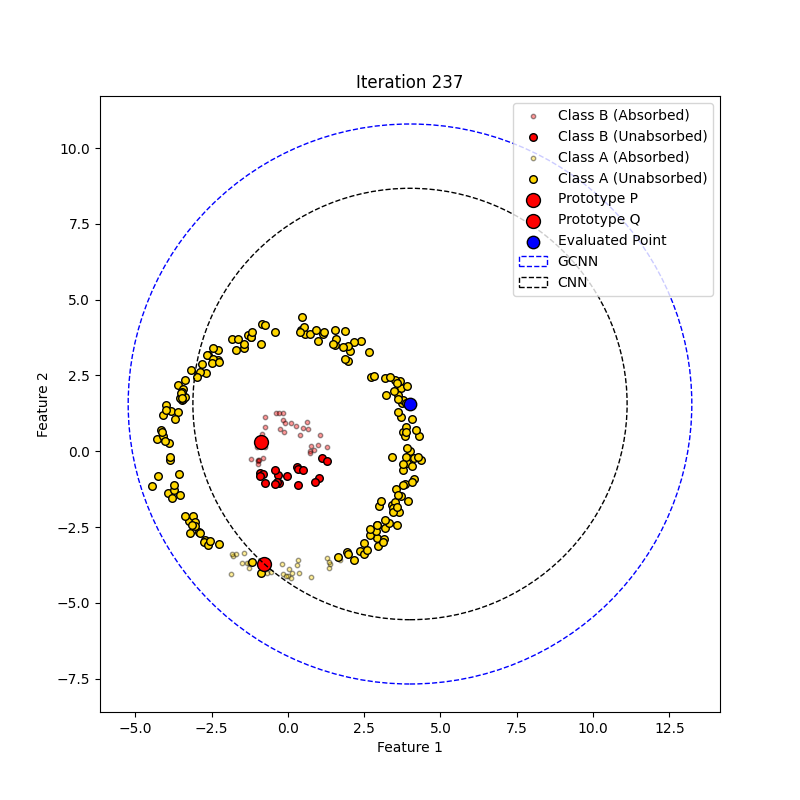 Iteration 237
Class B (Absorbed)
Class B (Unabsorbed)
Class A (Absorbed)
Class A (Unabsorbed)
Prototype P
Prototype Q
Evaluated Point
GCNN
CNN
10.0
7.5
5.0
2.5
0.0
−2.5
−5.0
−7.5
Feature 2
−5.0 −2.5 0.0 2.5 5.0 7.5 10.0 12.5
Feature 1